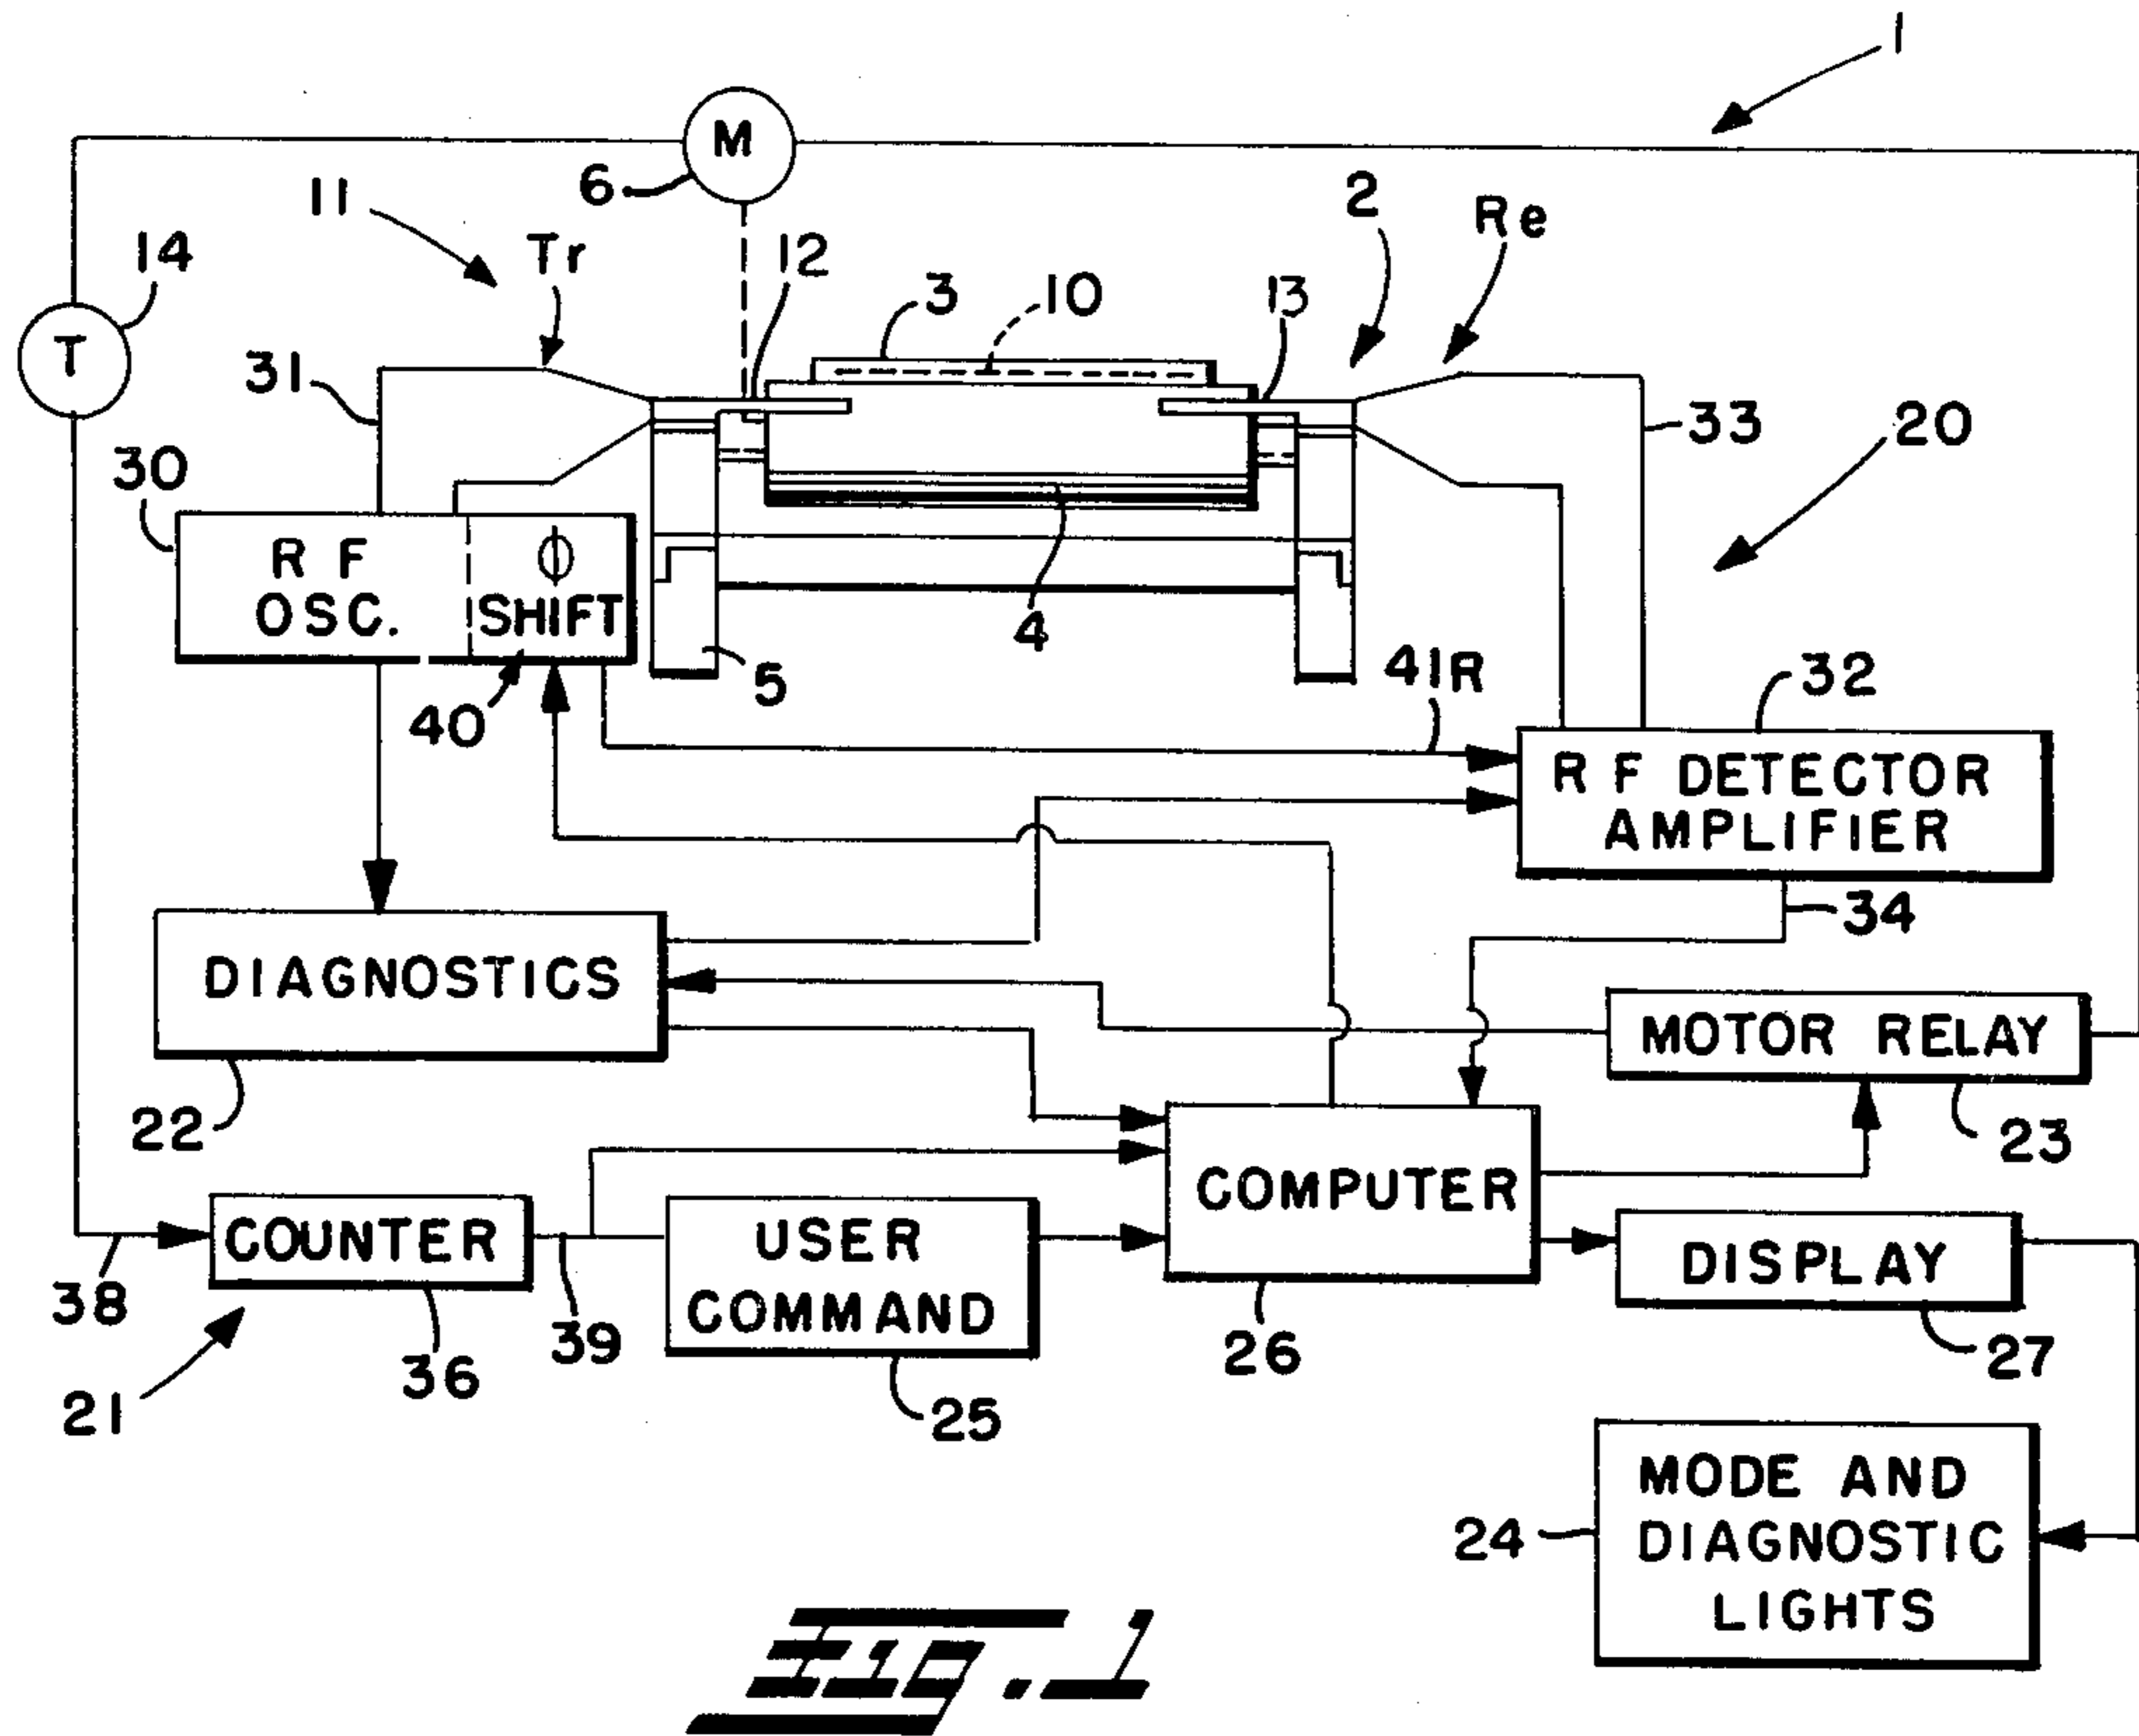 1
M
6
11
2
Re
Tr
12
14
3
10
13
T
31
33
20
30
R F
OSC.
φ
SHIFT
4
5
40
41R
32
R F DETECTOR
AMPLIFIER
34
DIAGNOSTICS
MOTOR RELAY
22
23
COMPUTER
COUNTER
USER
COMMAND
DISPLAY
38
39
26
27
36
21
25
MODE AND
DIAGNOSTIC
LIGHTS
24
Fig. 1